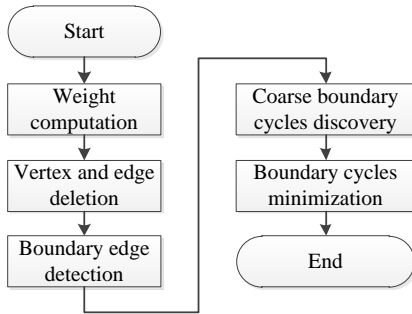 Start
Weight
computation
Vertex and edge
deletion
Boundary edge
detection
Coarse boundary
cycles discovery
Boundary cycles
minimization
End